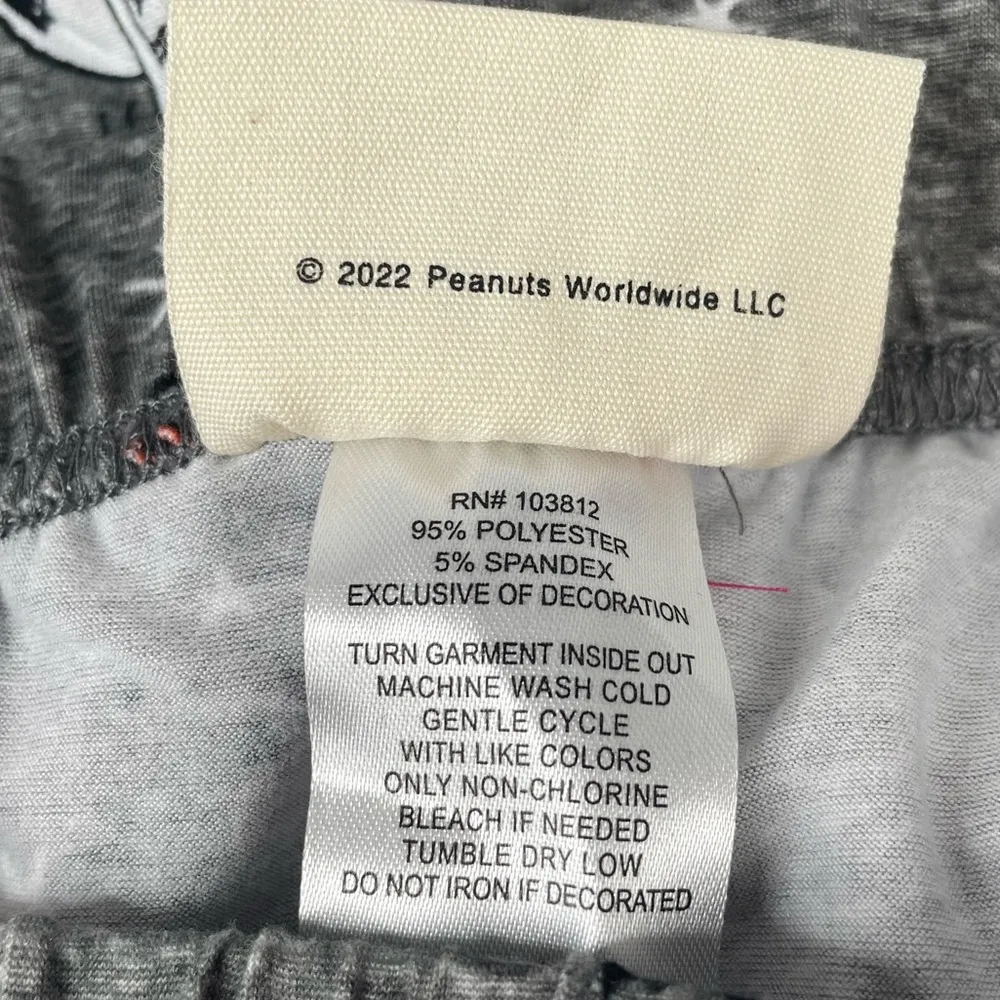 © 2022 Peanuts Worldwide LLC
RN# 103812
95% POLYESTER
5% SPANDEX
EXCLUSIVE OF DECORATION
TURN GARMENT INSIDE OUT
MACHINE WASH COLD
GENTLE CYCLE
WITH LIKE COLORS
ONLY NON-CHLORINE
BLEACH IF NEEDED
TUMBLE DRY LOW
DO NOT IRON IF DECORATED